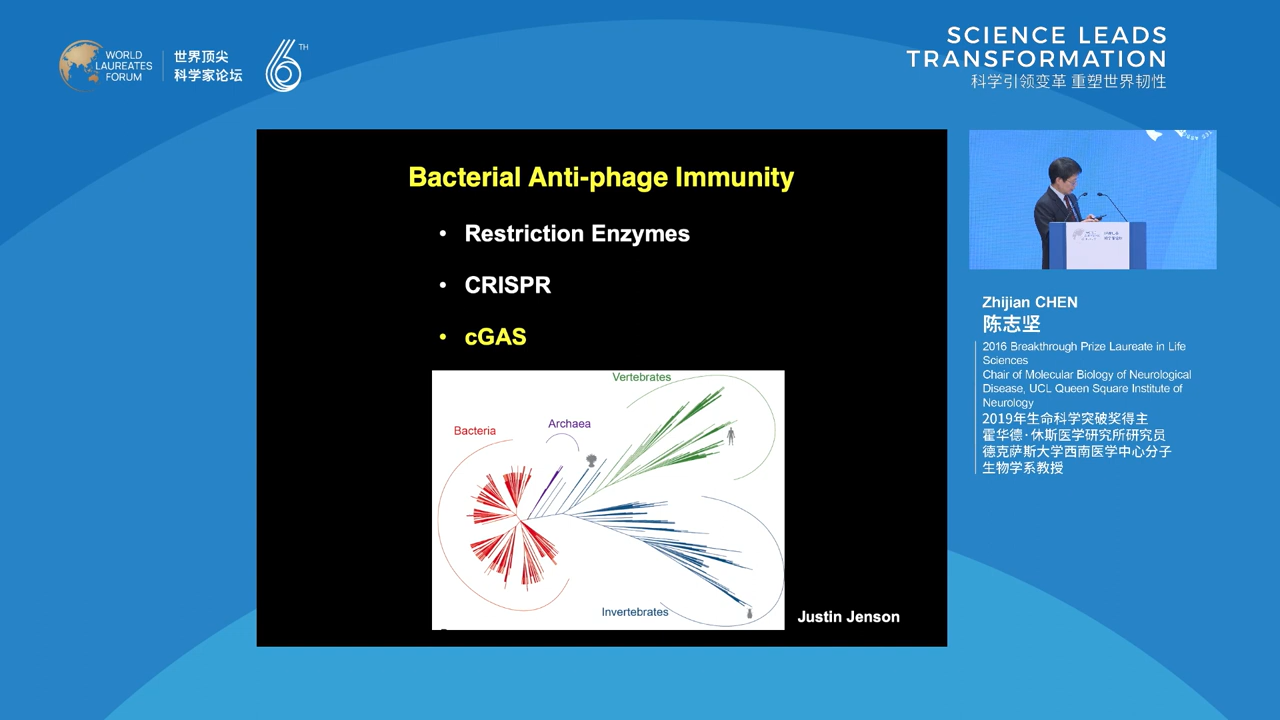 WORLD
LAUREATES
FORUM
世界顶尖
科学家论坛
6TH
SCIENCE LEADS
TRANSFORMATION
科学引领变革 重塑世界韧性
Bacterial Anti-phage Immunity
• Restriction Enzymes
• CRISPR
• cGAS
Vertebrates
Archaea
Bacteria
Invertebrates
Justin Jenson
Zhijian CHEN
陈志坚
2016 Breakthrough Prize Laureate in Life
Sciences
Chair of Molecular Biology of Neurological
Disease, UCL Queen Square Institute of
Neurology
2019年生命科学突破奖得主
霍华德·休斯医学研究所研究员
德克萨斯大学西南医学中心分子
生物学系教授